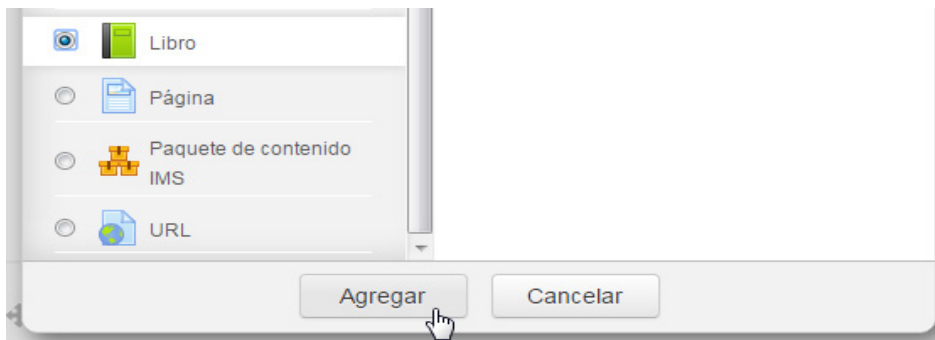 Libro
Página
Paquete de contenido
IMS
URL
Agregar Cancelar